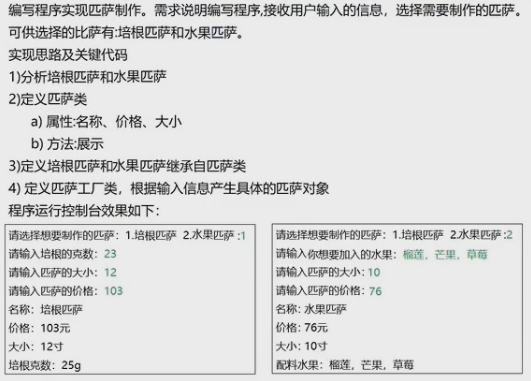 编写程序实现匹萨制作。需求说明编写程序,接收用户输入的信息，选择需要制作的匹萨。
可供选择的比萨有:培根匹萨和水果匹萨。
实现思路及关键代码
1)分析培根匹萨和水果匹萨
2)定义匹萨类
a) 属性:名称、价格、大小
b) 方法:展示
3)定义培根匹萨和水果匹萨继承自匹萨类
4) 定义匹萨工厂类，根据输入信息产生具体的匹萨对象
程序运行控制台效果如下：
请选择想要制作的匹萨：1.培根匹萨 2.水果匹萨 :1
请输入培根的克数：23
请输入匹萨的大小：12
请输入匹萨的价格：103
名称：培根匹萨
价格：103元
大小：12寸
培根克数：25g
请选择想要制作的匹萨：1.培根匹萨 2.水果匹萨 :2
请输入你想要加入的水果：榴莲，芒果，草莓
请输入匹萨的大小：10
请输入匹萨的价格：76
名称：水果匹萨
价格：76元
大小：10寸
配料水果：榴莲，芒果，草莓